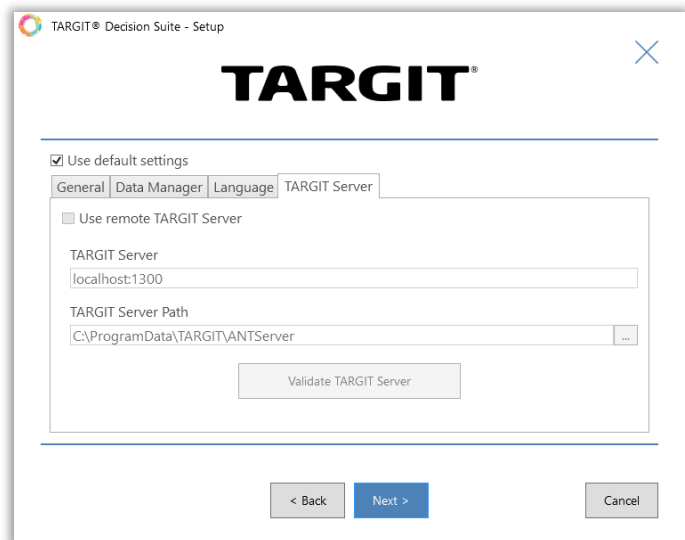 TARGIT® Decision Suite - Setup
TARGIT®
Use default settings
General Data Manager Language TARGIT Server
Use remote TARGIT Server
TARGIT Server
localhost:1300
TARGIT Server Path
C:\ProgramData\TARGIT\ANTServer
...
Validate TARGIT Server
< Back Next > Cancel